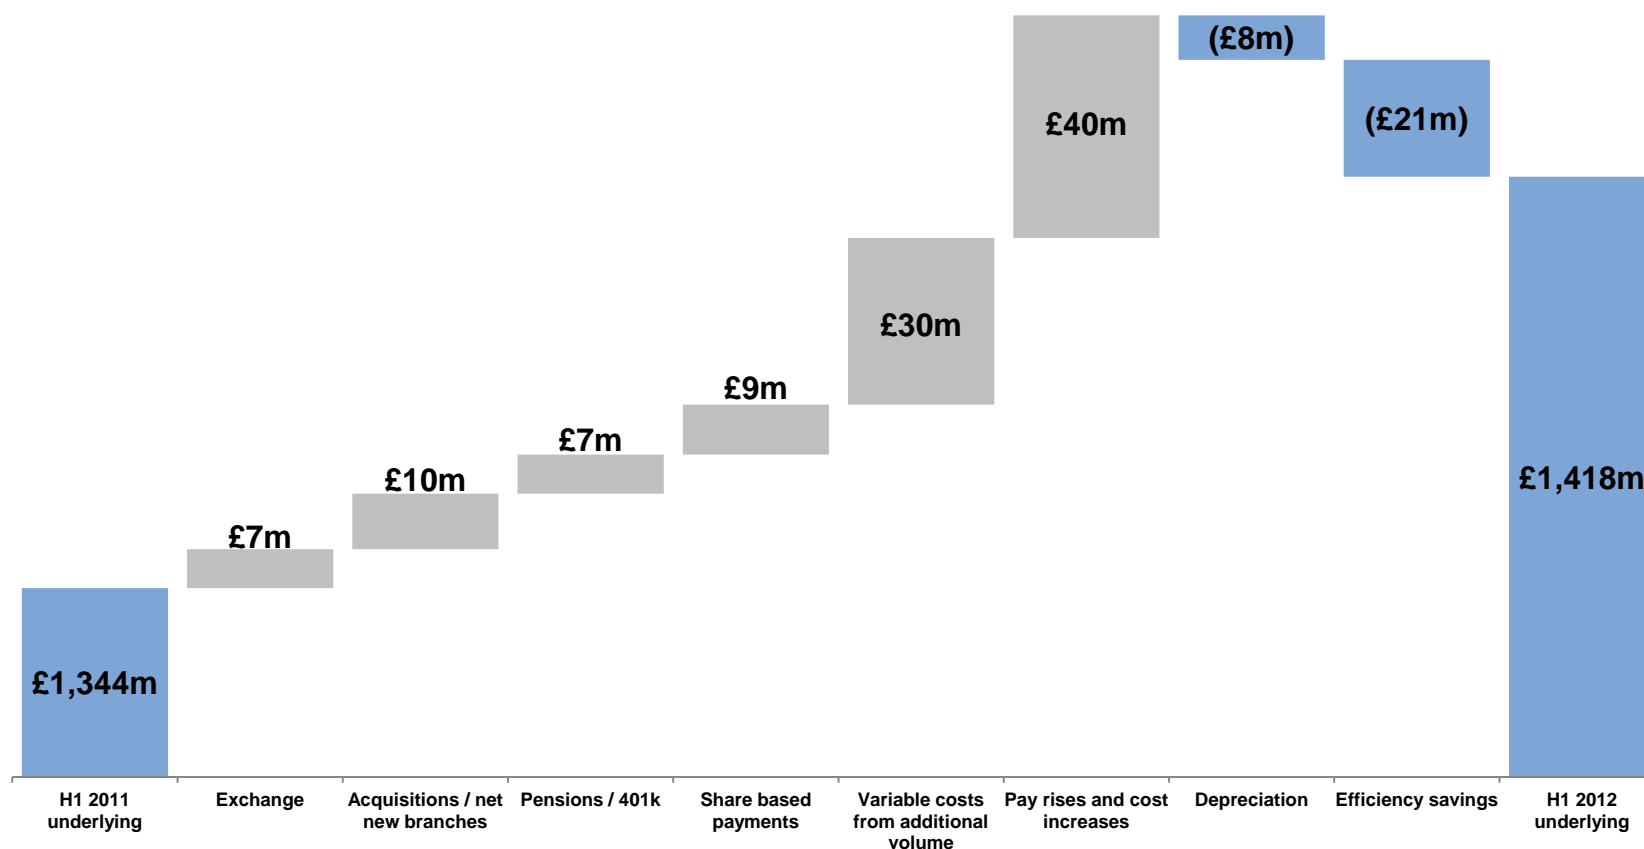 (£8m)
(£21m)
£40m
£30m
£9m
£7m
£10m
£7m
£1,418m
£1,344m
H1 2011
underlying
Exchange
Acquisitions / net
new branches
Pensions / 401k
Share based
payments
Variable costs
from additional
volume
Pay rises and cost
increases
Depreciation
Efficiency savings
H1 2012
underlying